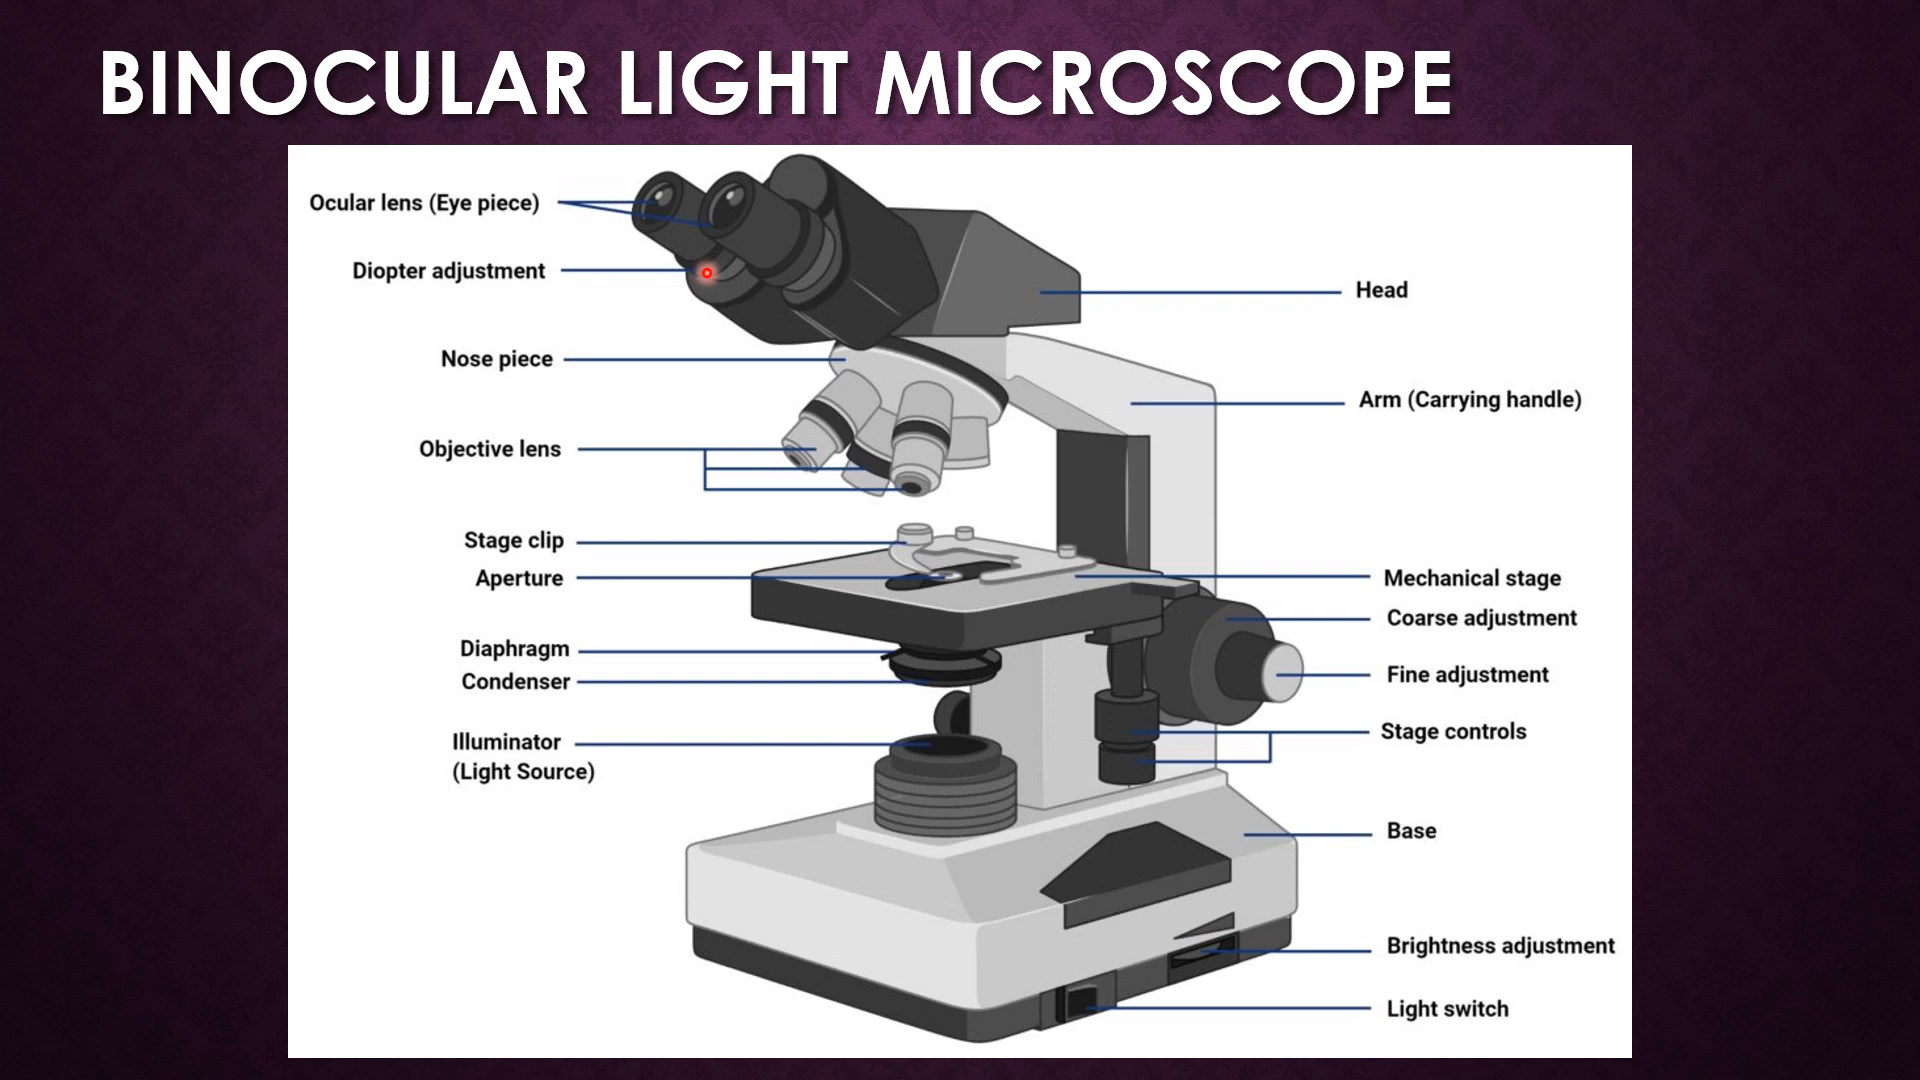 BINOCULAR LIGHT MICROSCOPE
Ocular lens (Eye piece)
Diopter adjustment
Nose piece
Objective lens
Stage clip
Aperture
Diaphragm
Condenser
Illuminator
(Light Source)
Head
Arm (Carrying handle)
Mechanical stage
Coarse adjustment
Fine adjustment
Stage controls
Base
Brightness adjustment
Light switch